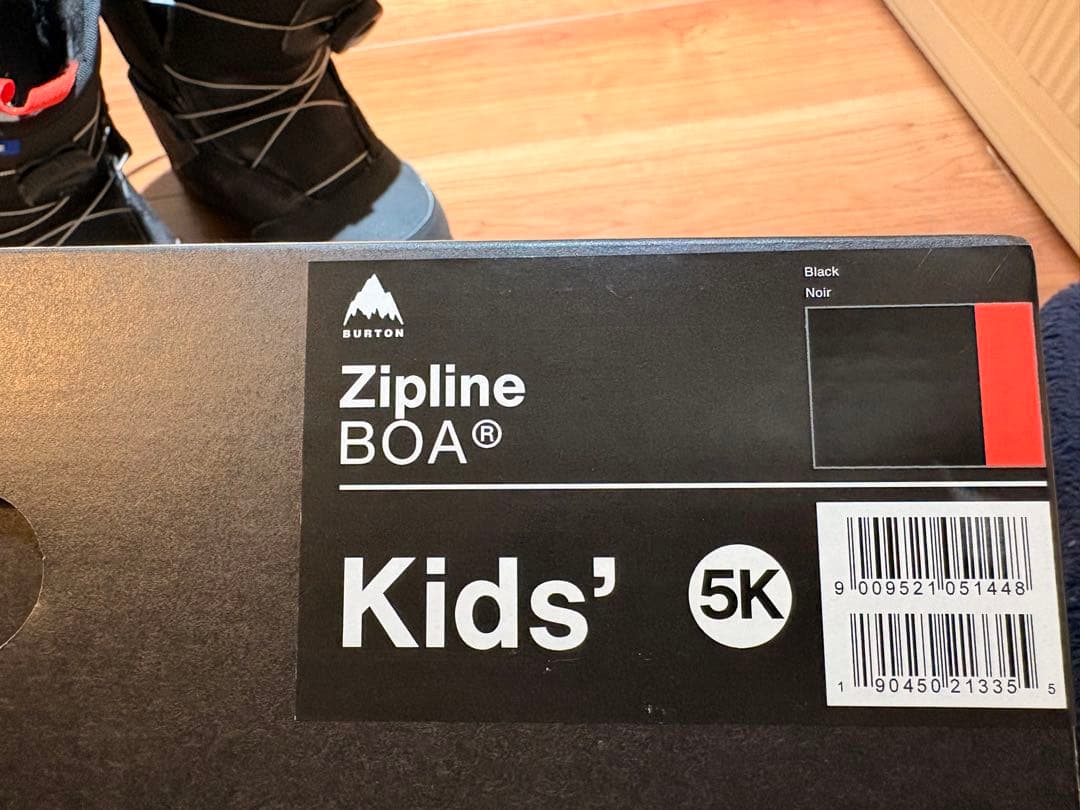 BURTON
Zipline
BOA®
Black
Noir
Kids’
5K
9 009521 051448
1 90450 21335 5